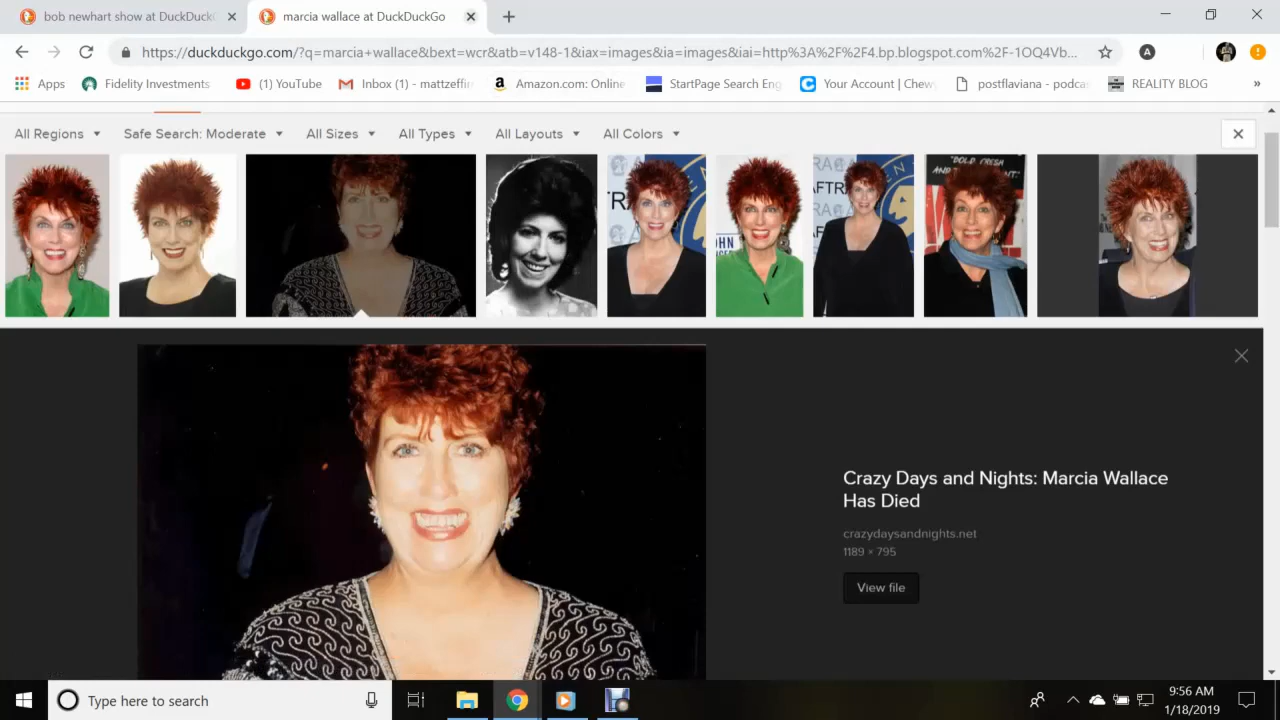 bob newhart show at DuckDuck
marcia wallace at DuckDuckGo
https://duckduckgo.com/?q=marcia+wallace&bext=wcr&atb=v148-1&iax=images&ia=images&iai=http%3A%2F%2F4.bp.blogspot.com%2F-1OQ4Vb...
A
Apps
Fidelity Investments
(1) YouTube
Inbox (1) - mattzeffir
Amazon.com: Online
StartPage Search Eng
Your Account | Chew
postflaviana - podca
REALITY BLOG
»
All Regions
Safe Search: Moderate
All Sizes
All Types
All Layouts
All Colors
Crazy Days and Nights: Marcia Wallace
Has Died
crazydaysandnights.net
1189 × 795
View file
Type here to search
9:56 AM
1/18/2019